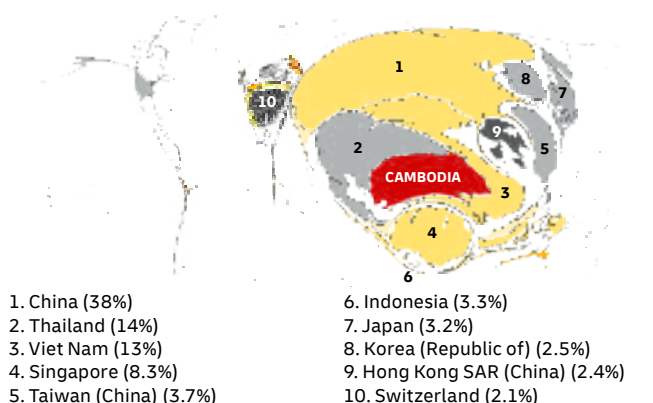 1
10
8
7
9
2
5
CAMBODIA
3
4
6
1. China (38%)
2. Thailand (14%)
3. Viet Nam (13%)
4. Singapore (8.3%)
5. Taiwan (China) (3.7%)
6. Indonesia (3.3%)
7. Japan (3.2%)
8. Korea (Republic of) (2.5%)
9. Hong Kong SAR (China) (2.4%)
10. Switzerland (2.1%)